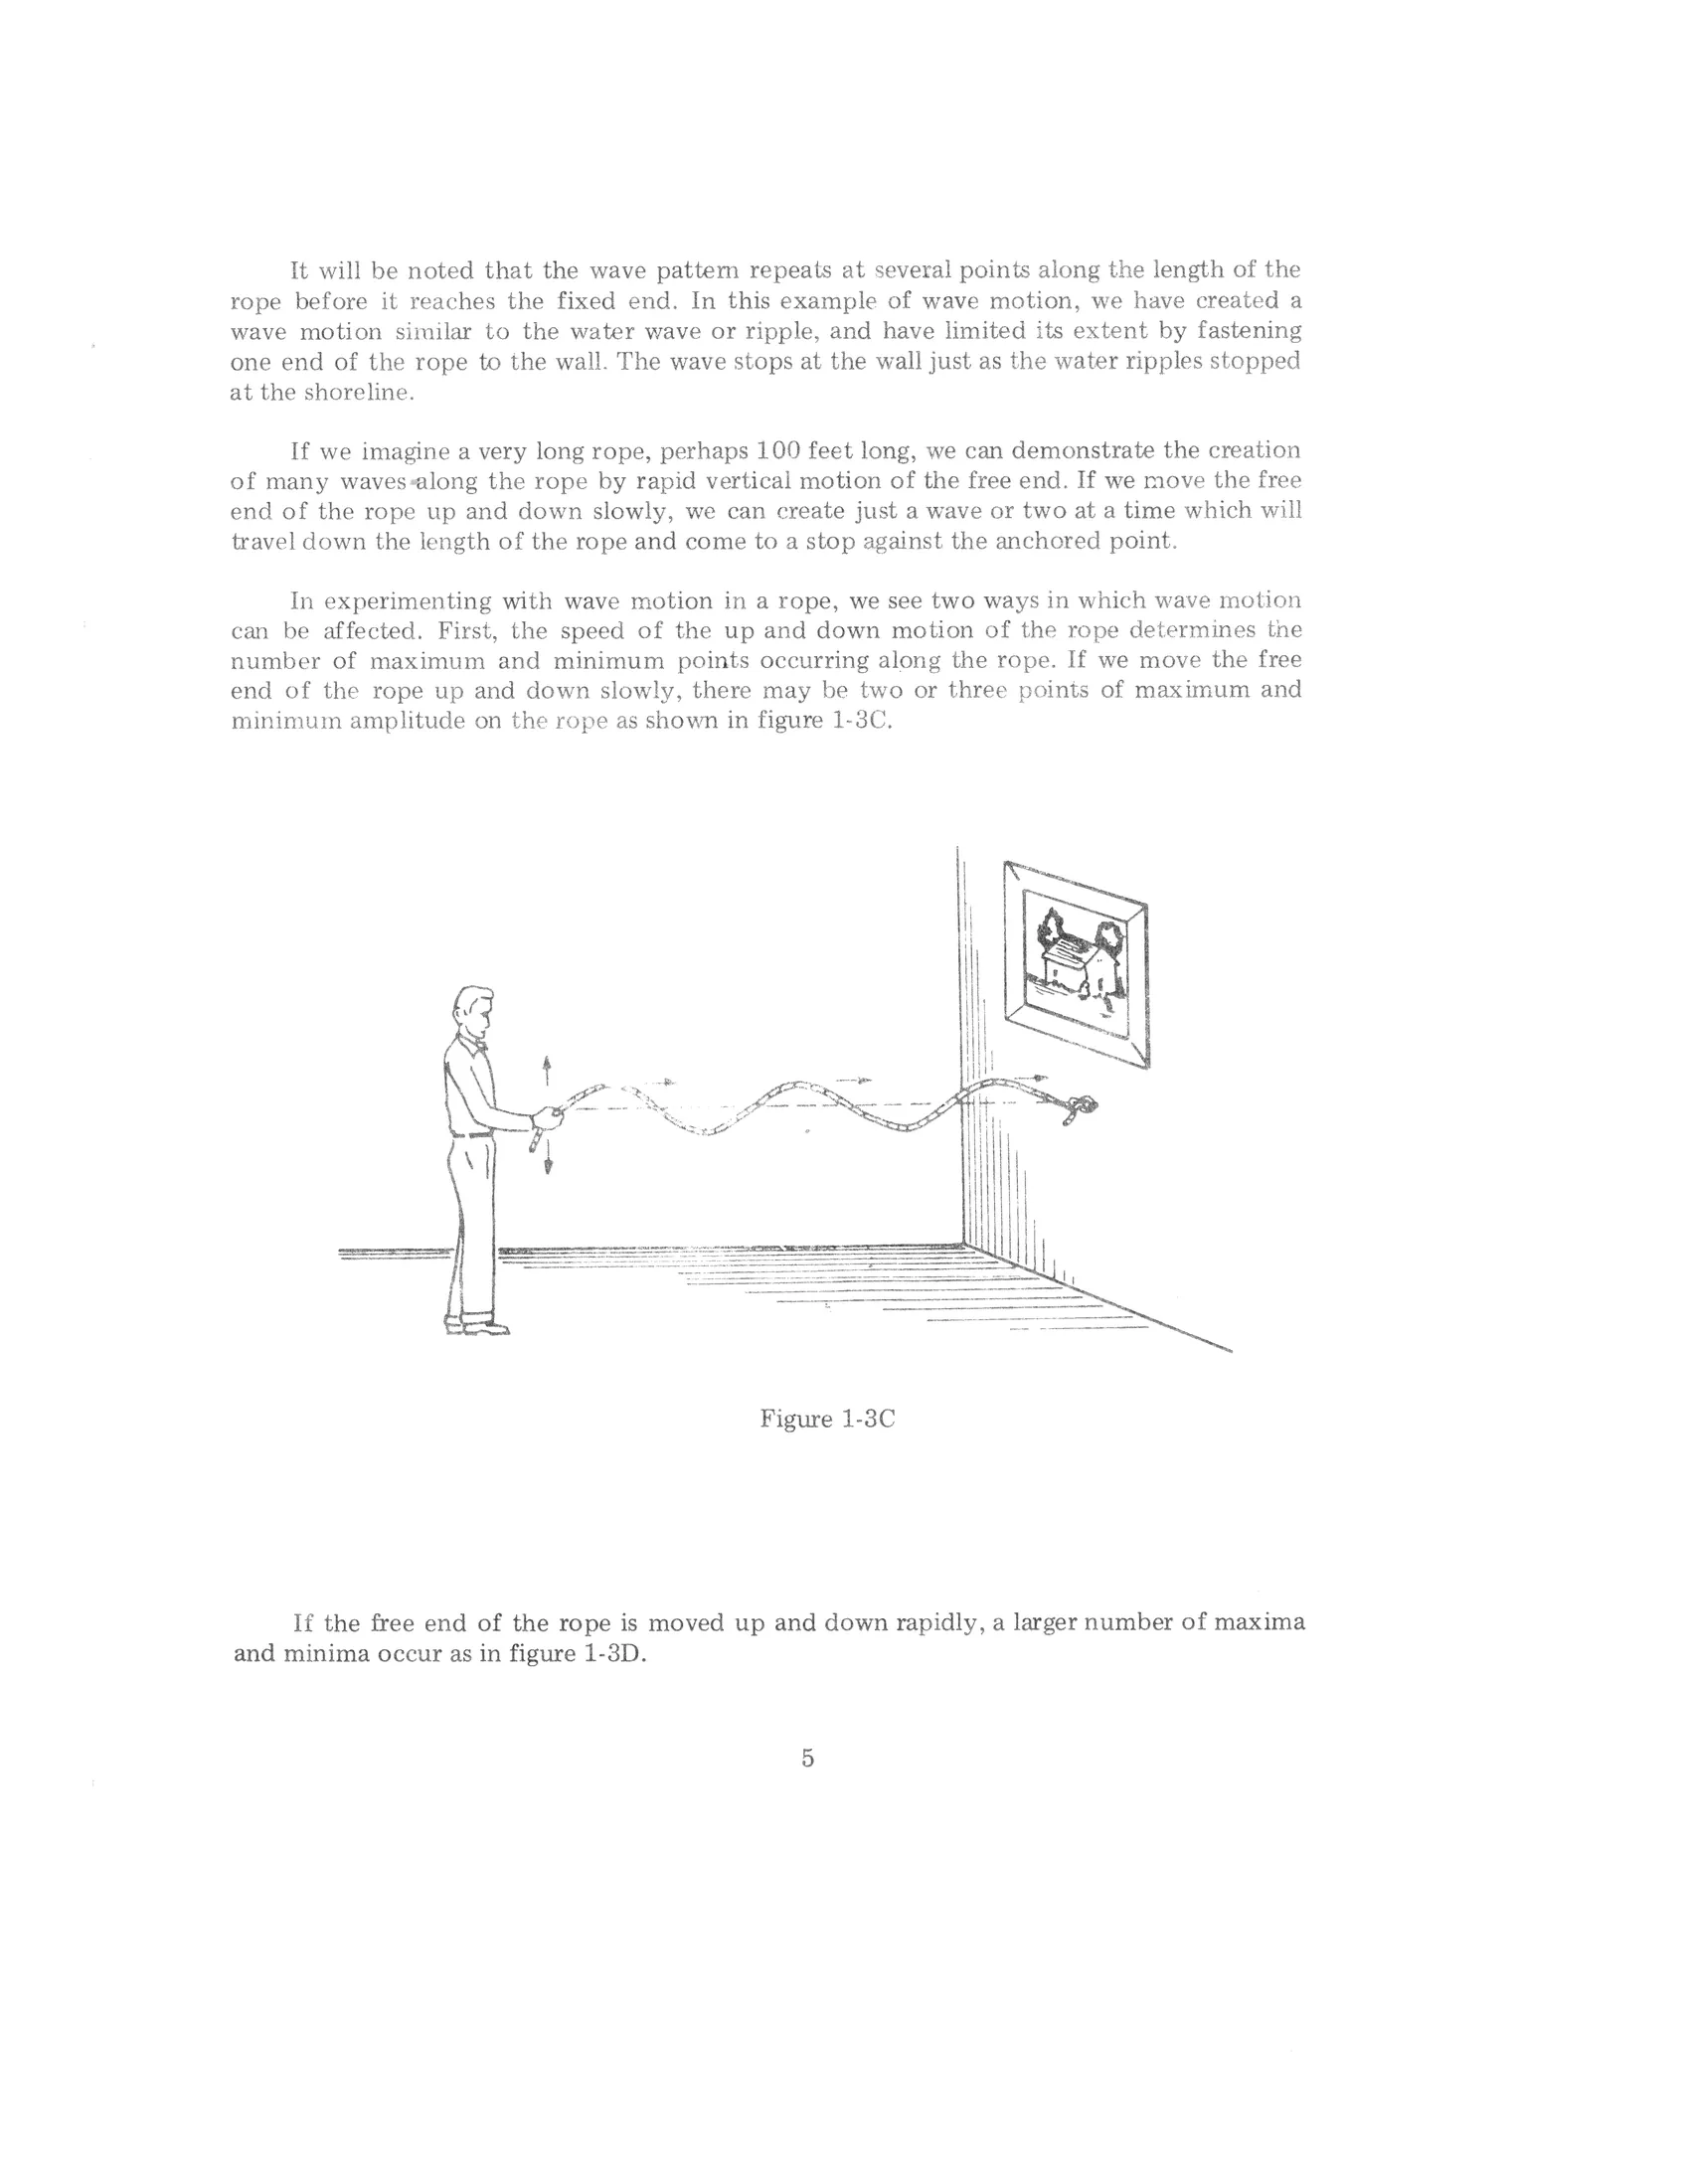 It will be noted that the wave pattern repeats at several points along the length of the
rope before it reaches the fixed end. In this example of wave motion, we have created a
wave motion similar to the water wave or ripple, and have limited its extent by fastening
one end of the rope to the wall. The wave stops at the wall just as the water ripples stopped
at the shoreline.
If we imagine a very long rope, perhaps 100 feet long, we can demonstrate the creation
of many waves along the rope by rapid vertical motion of the free end. If we move the free
end of the rope up and down slowly, we can create just a wave or two at a time which will
travel down the length of the rope and come to a stop against the anchored point.
In experimenting with wave motion in a rope, we see two ways in which wave motion
can be affected. First, the speed of the up and down motion of the rope determines the
number of maximum and minimum points occurring along the rope. If we move the free
end of the rope up and down slowly, there may be two or three points of maximum and
minimum amplitude on the rope as shown in figure 1-3C.
Figure 1-3C
If the free end of the rope is moved up and down rapidly, a larger number of maxima
and minima occur as in figure 1-3D.
5